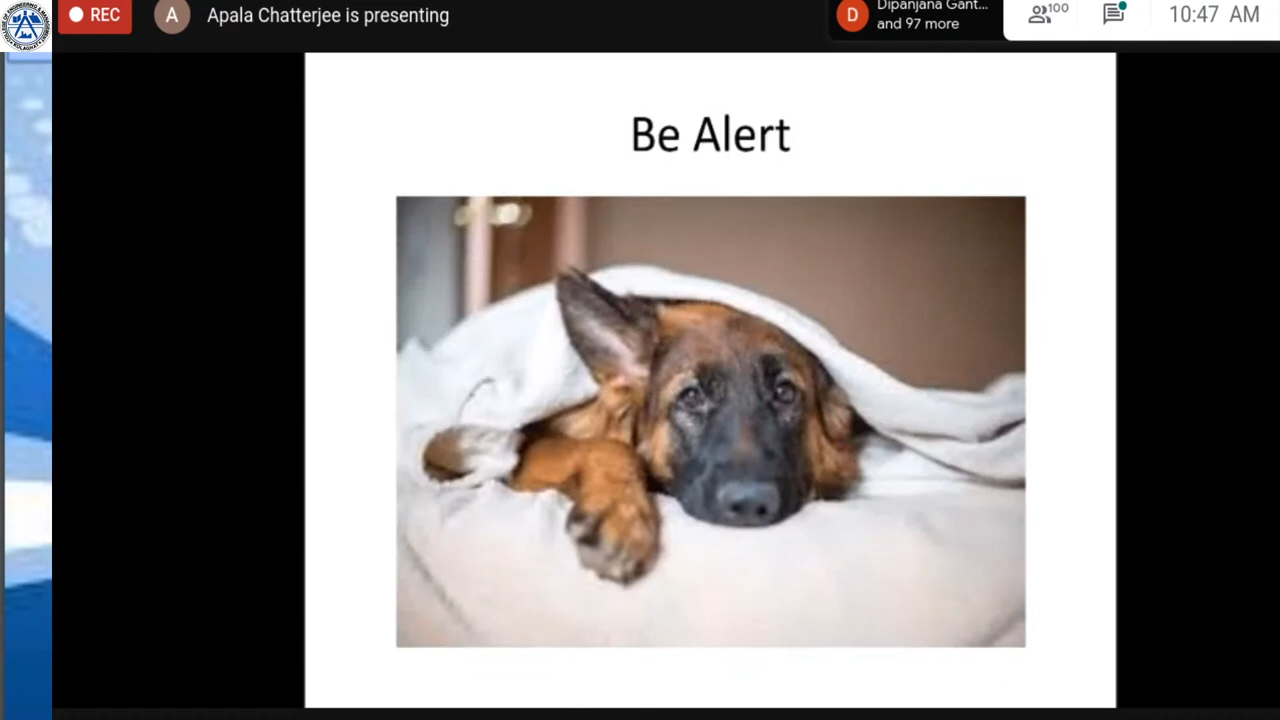 REC
A
Apala Chatterjee is presenting
D
Dipanjana Gant...
and 97 more
100
10:47 AM
Be Alert